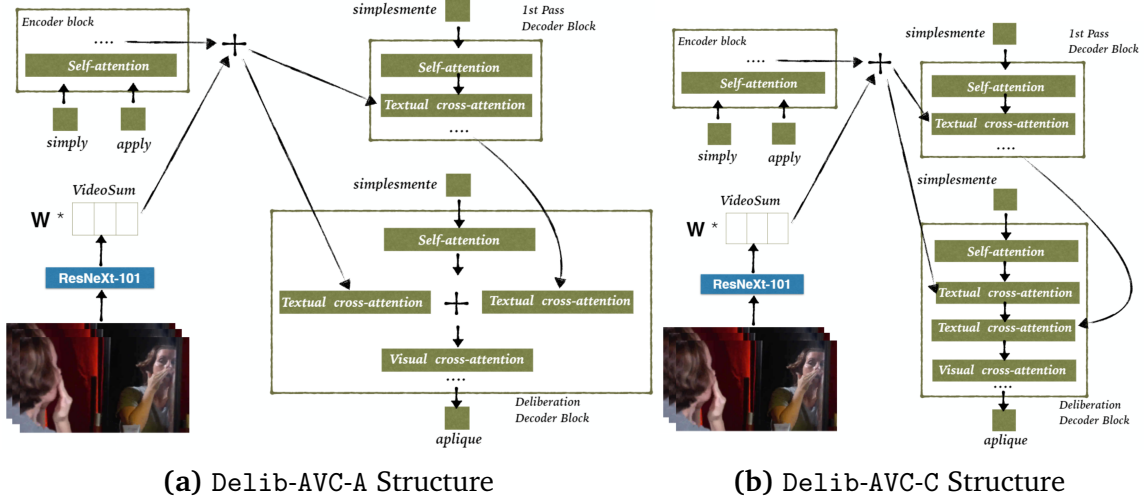 Encoder block
....
Self-attention
simply
apply
VideoSum
W *
ResNeXt-101
simplesmente
1st Pass
Decoder Block
Self-attention
Textual cross-attention
....
simplesmente
Self-attention
Textual cross-attention
Textual cross-attention
Visual cross-attention
....
Deliberation
Decoder Block
aplique
(a) Delib-AVC-A Structure
Encoder block
....
Self-attention
simply
apply
VideoSum
W *
ResNeXt-101
simplesmente
1st Pass
Decoder Block
Self-attention
Textual cross-attention
....
simplesmente
Self-attention
Textual cross-attention
Textual cross-attention
Visual cross-attention
....
Deliberation
Decoder Block
aplique
(b) Delib-AVC-C Structure